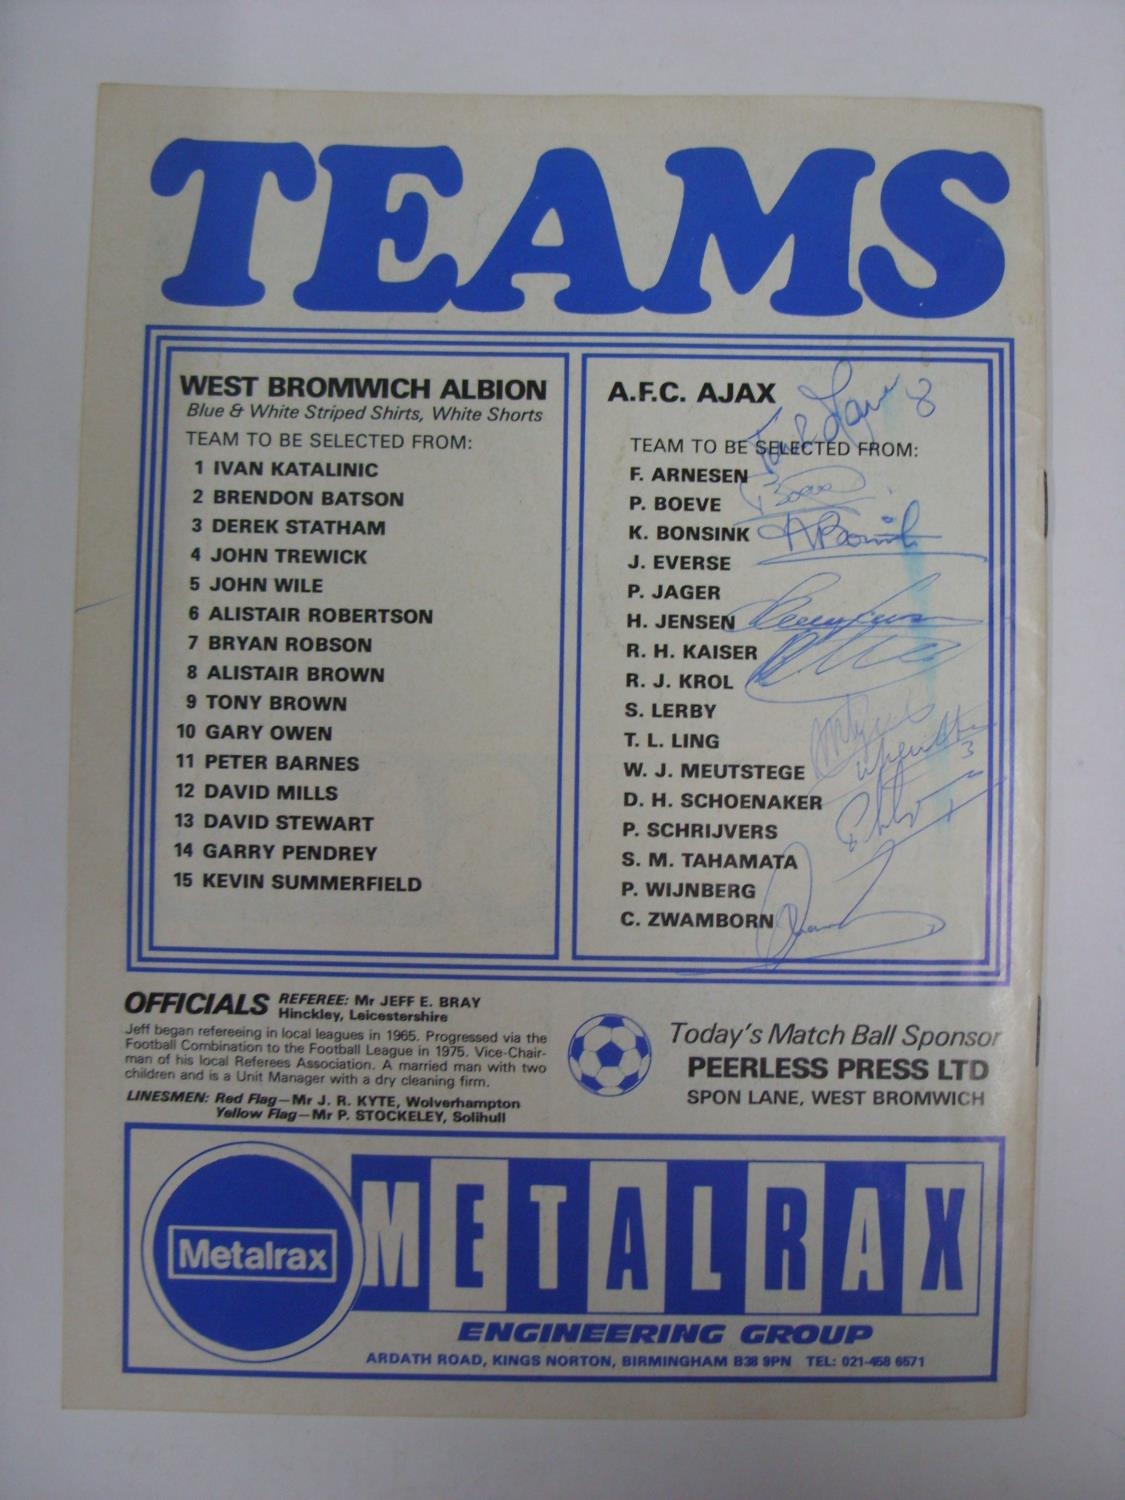 TEAMS
WEST BROMWICH ALBION
Blue & White Striped Shirts, White Shorts
TEAM TO BE SELECTED FROM:
1 IVAN KATALINIC
2 BRENDON BATSON
3 DEREK STATHAM
4 JOHN TREWICK
5 JOHN WILE
6 ALISTAIR ROBERTSON
7 BRYAN ROBSON
8 ALISTAIR BROWN
9 TONY BROWN
10 GARY OWEN
11 PETER BARNES
12 DAVID MILLS
13 DAVID STEWART
14 GARRY PENDREY
15 KEVIN SUMMERFIELD
A.F.C. AJAX
8
TEAM TO BE SELECTED FROM:
F. ARNESEN
P. BOEVE
K. BONSINK
J. EVERSE
P. JAGER
H. JENSEN
R. H. KAISER
R. J. KROL
S. LERBY
T. L. LING
W. J. MEUTSTEGE
3
D. H. SCHOENAKER
P. SCHRIJVERS
1
S. M. TAHAMATA
P. WIJNBERG
C. ZWAMBORN
OFFICIALS REFEREE: Mr JEFF E. BRAY
Hinckley, Leicestershire
Jeff began refereeing in local leagues in 1965. Progressed via the
Football Combination to the Football League in 1975. Vice-Chair-
man of his local Referees Association. A married man with two
children and is a Unit Manager with a dry cleaning firm.
LINESMEN: Red Flag—Mr J. R. KYTE, Wolverhampton
Yellow Flag—Mr P. STOCKELEY, Solihull
Today's Match Ball Sponsor
PEERLESS PRESS LTD
SPON LANE, WEST BROMWICH
Metalrax
METALRAX
ENGINEERING GROUP
ARDATH ROAD, KINGS NORTON, BIRMINGHAM B38 9PN TEL: 021-458 6571